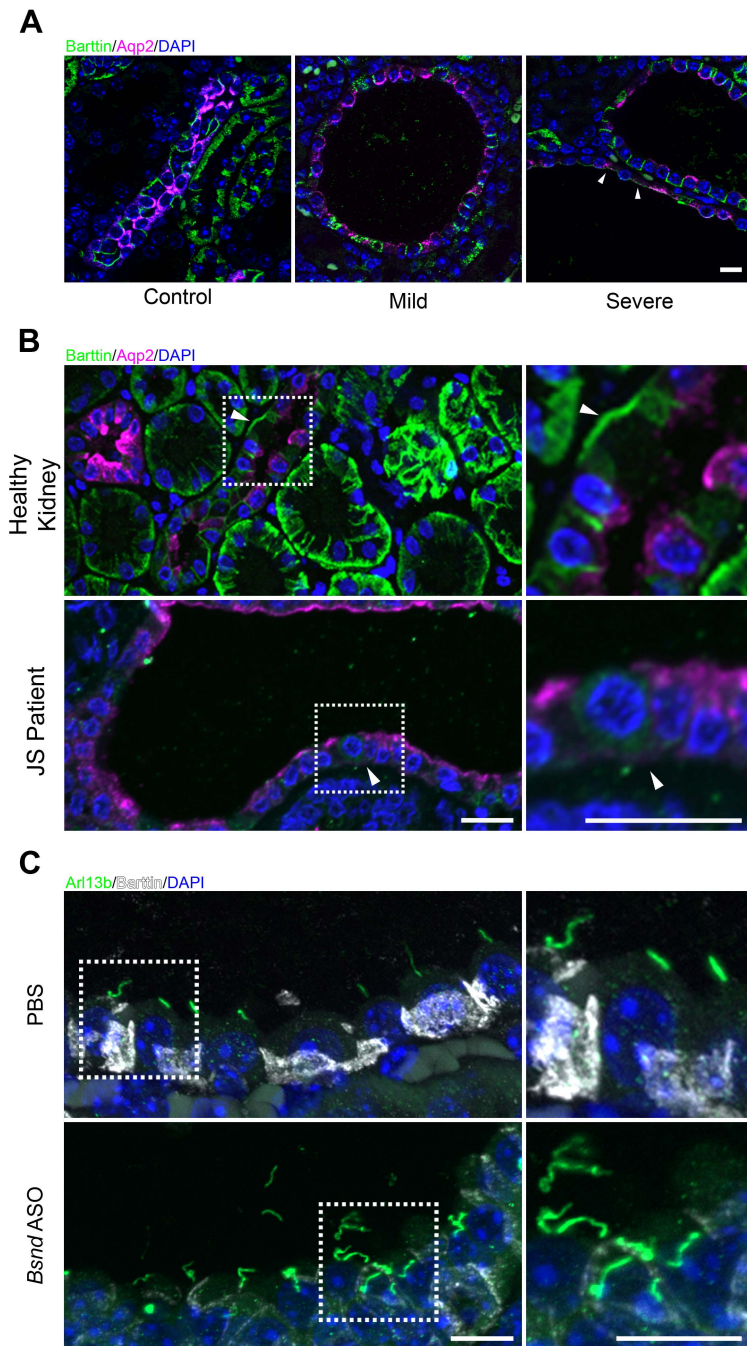 A
Barttin/Aqp2/DAPI
Control
Mild
Severe
B
Barttin/Aqp2/DAPI
Healthy
Kidney
JS Patient
C
Arl13b/Barttin/DAPI
PBS
Bsnd ASO